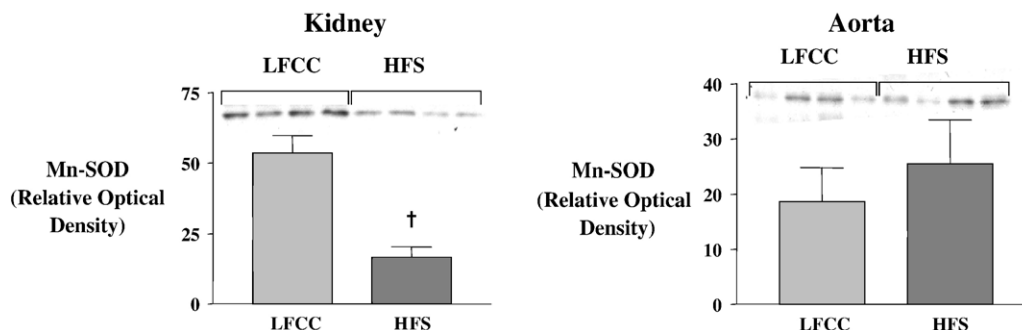 Kidney
LFCC HFS
75
50
25
0
Mn-SOD
(Relative Optical
Density)
†
LFCC HFS
Aorta
LFCC HFS
40
30
20
10
0
Mn-SOD
(Relative Optical
Density)
LFCC HFS